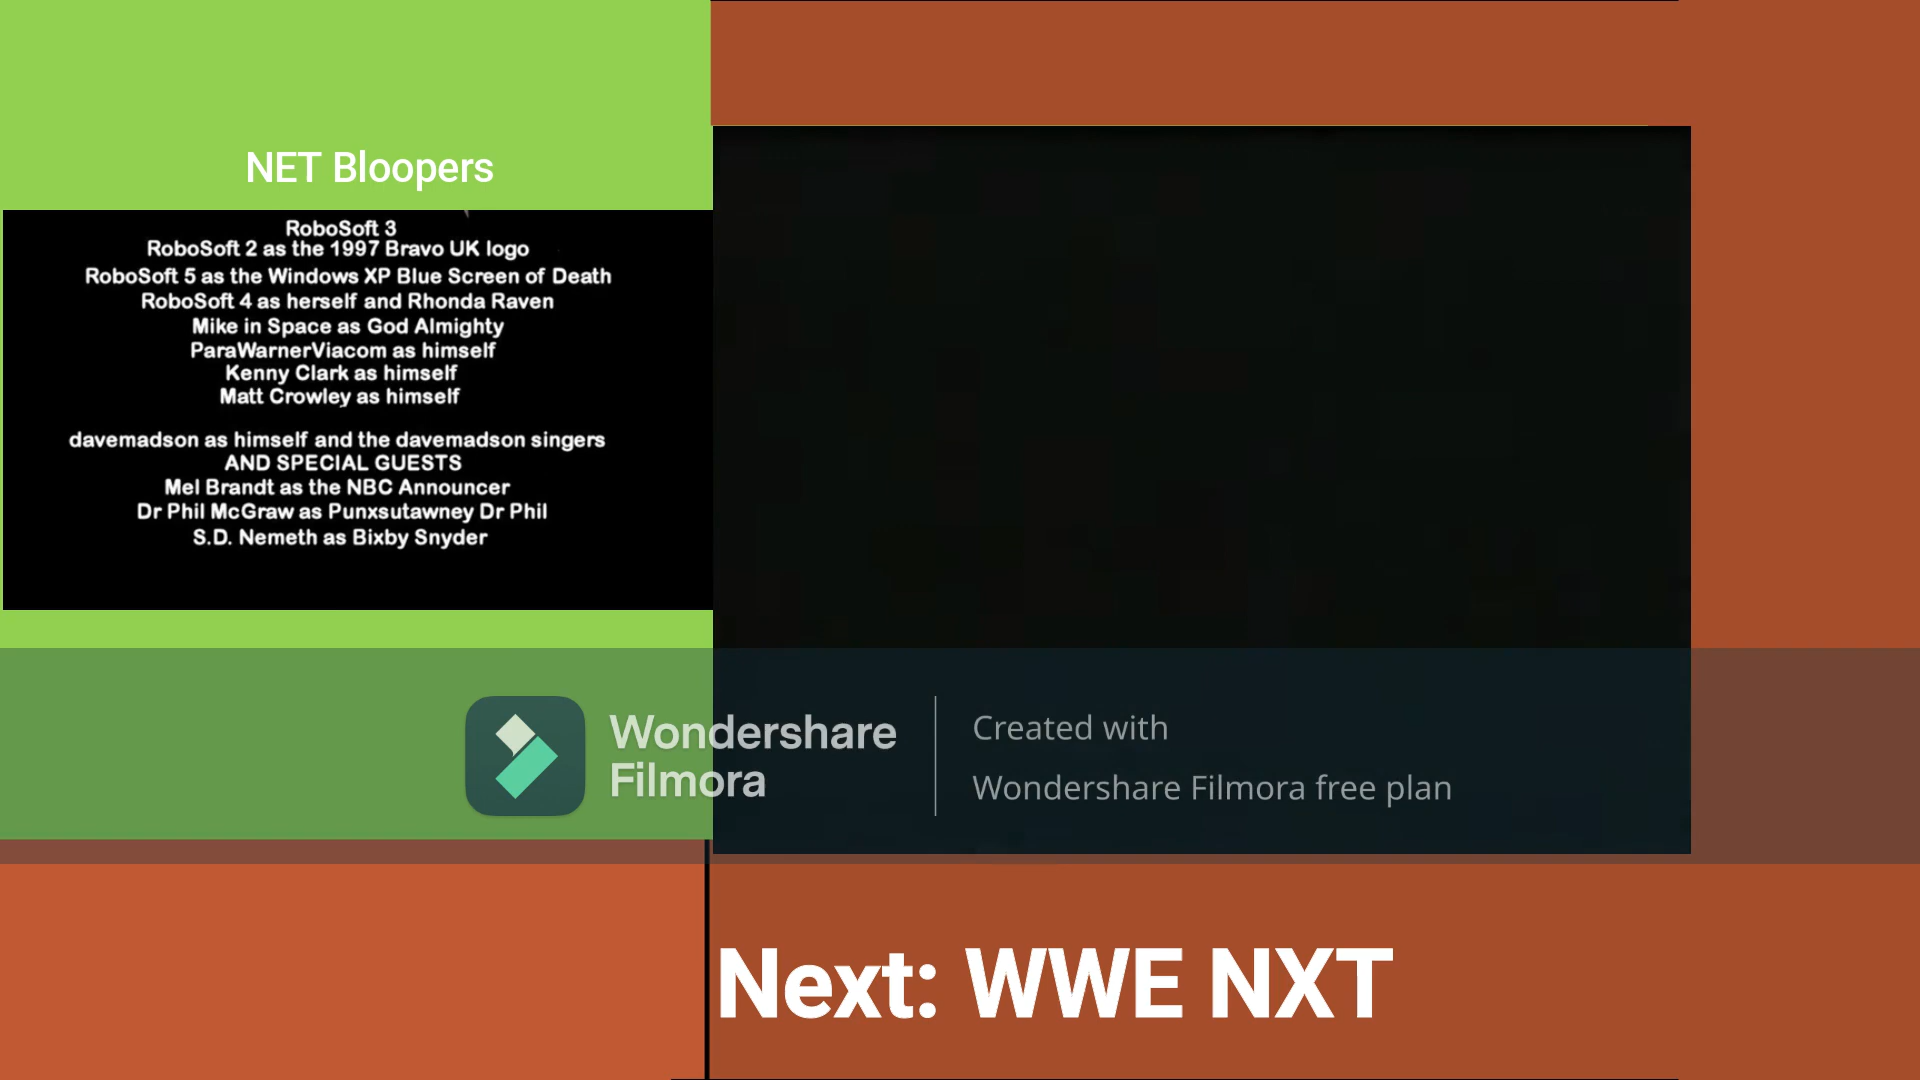 NET Bloopers
RoboSoft 3
RoboSoft 2 as the 1997 Bravo UK logo
RoboSoft 5 as the Windows XP Blue Screen of Death
RoboSoft 4 as herself and Rhonda Raven
Mike in Space as God Almighty
ParaWarnerViacom as himself
Kenny Clark as himself
Matt Crowley as himself
davemadson as himself and the davemadson singers
AND SPECIAL GUESTS
Mel Brandt as the NBC Announcer
Dr Phil McGraw as Punxsutawney Dr Phil
S.D. Nemeth as Bixby Snyder
Wondershare
Filmora
Created with
Wondershare Filmora free plan
Next: WWE NXT